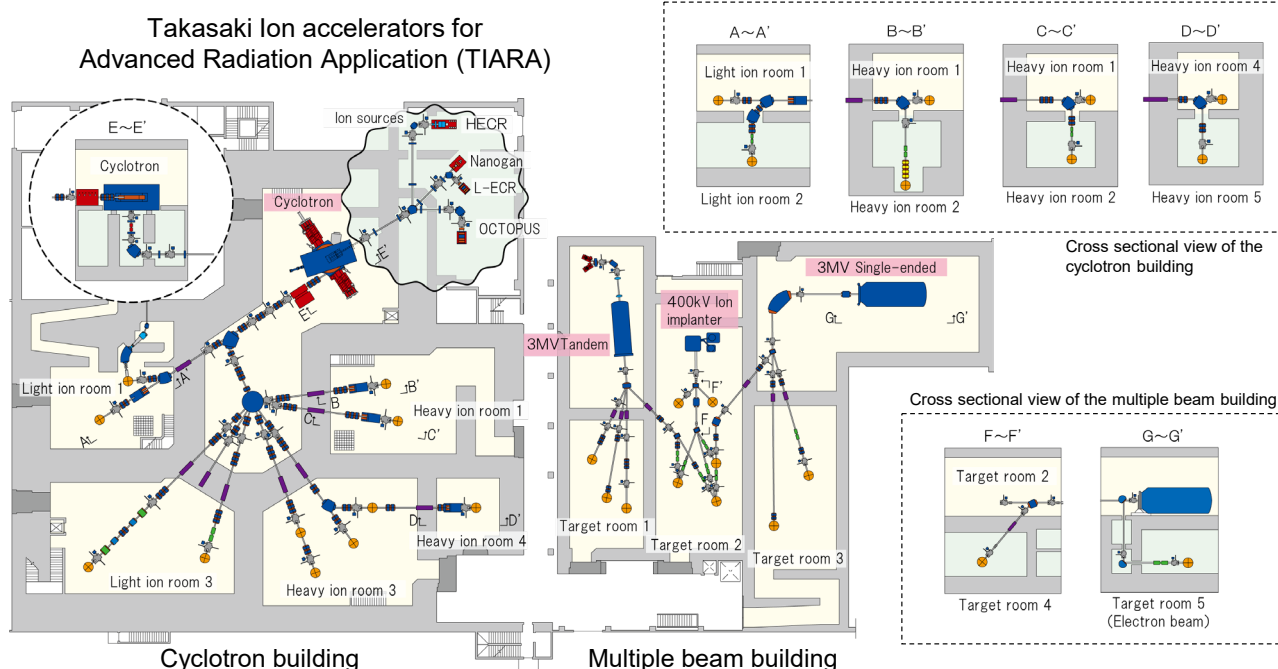 Takasaki Ion accelerators for
Advanced Radiation Application (TIARA)
E～E'
Cyclotron
Ion sources
HECR
Nanogan
L-ECR
OCTOPUS
Cyclotron
E'
E
Light ion room 1
A'
A
B'
B
C
C'
Heavy ion room 1
D
D'
Heavy ion room 4
Light ion room 3
Heavy ion room 3
Cyclotron building
3MV Tandem
400kV Ion
implanter
3MV Single-ended
G
G'
F'
F
Target room 1
Target room 2
Target room 3
Multiple beam building
A～A'
Light ion room 1
Light ion room 2
B～B'
Heavy ion room 1
Heavy ion room 2
C～C'
Heavy ion room 1
Heavy ion room 2
D～D'
Heavy ion room 4
Heavy ion room 5
Cross sectional view of the
cyclotron building
Cross sectional view of the multiple beam building
F～F'
Target room 2
Target room 4
G～G'
Target room 5
(Electron beam)